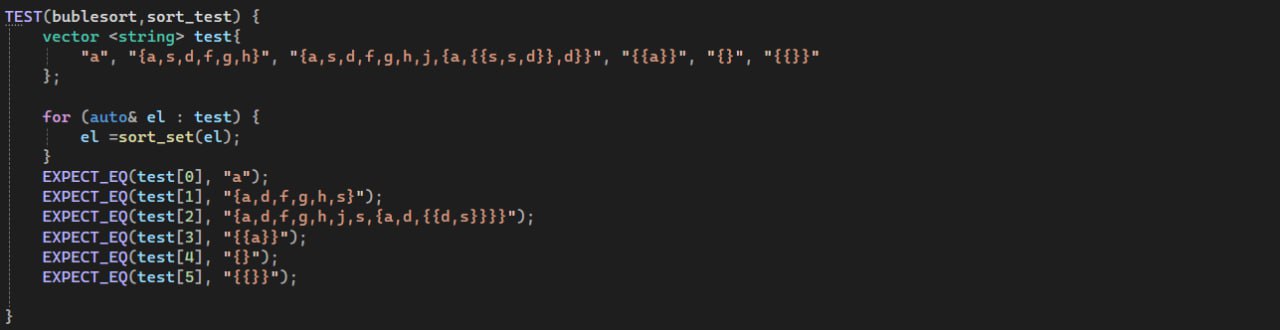 TEST(bublesort,sort_test) {
    vector <string> test{
        "a", "{a,s,d,f,g,h}", "{a,s,d,f,g,h,j,{a,{{s,s,d}},d}}", "{{a}}", "{}", "{{}}"
    };

    for (auto& el : test) {
        el =sort_set(el);
    }
    EXPECT_EQ(test[0], "a");
    EXPECT_EQ(test[1], "{a,d,f,g,h,s}");
    EXPECT_EQ(test[2], "{a,d,f,g,h,j,s,{a,d,{{d,s}}}}");
    EXPECT_EQ(test[3], "{{a}}");
    EXPECT_EQ(test[4], "{}");
    EXPECT_EQ(test[5], "{{}}");

}